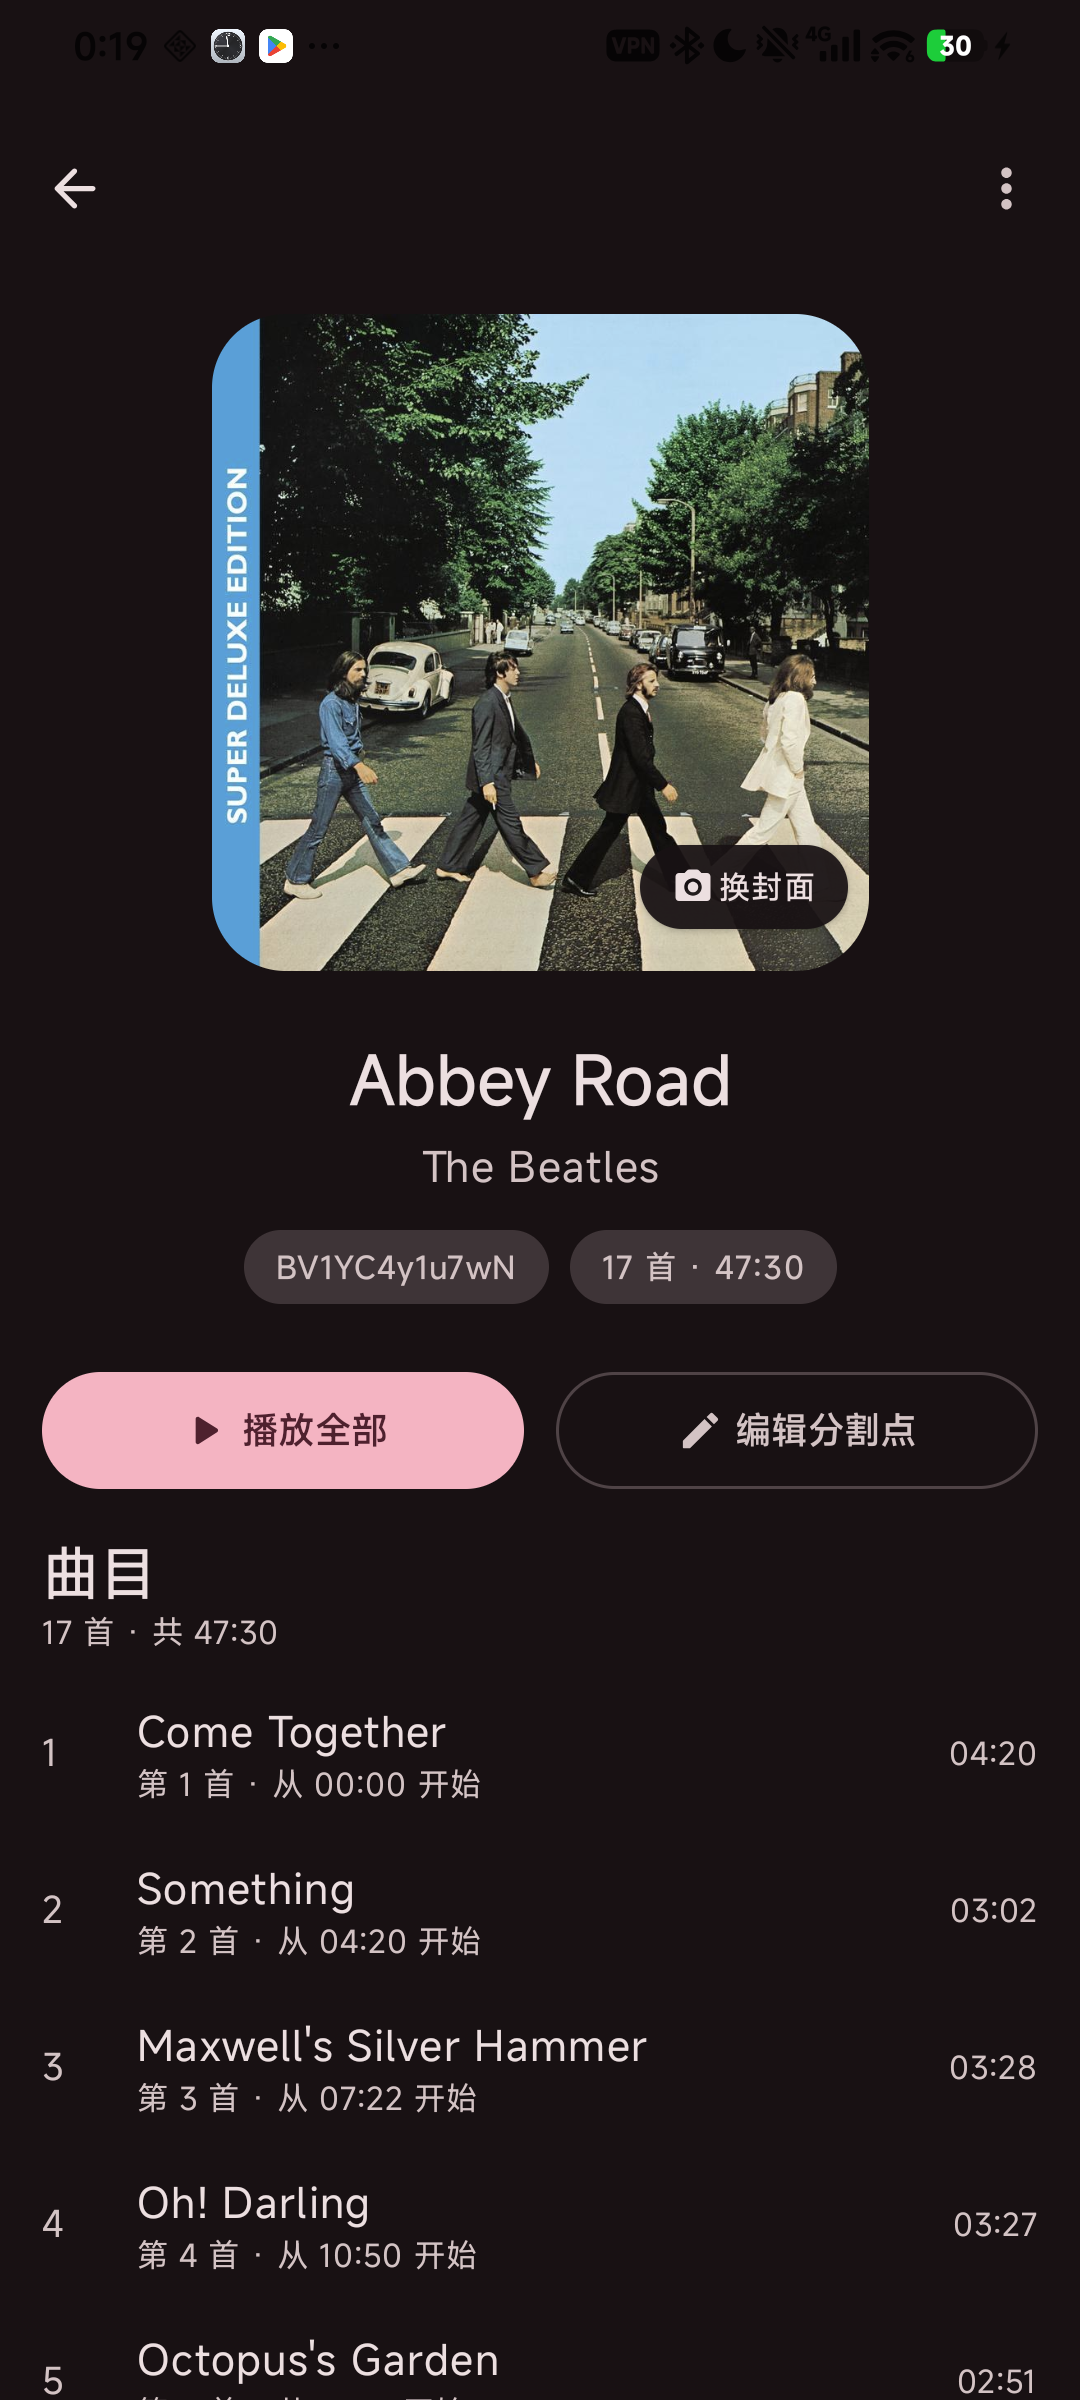 0:19
VPN
4G
6
30
SUPER DELUXE EDITION
换封面
Abbey Road
The Beatles
BV1YC4y1u7wN
17 首 · 47:30
播放全部
编辑分割点
曲目
17 首 · 共 47:30
1
Come Together
第 1 首 · 从 00:00 开始
04:20
2
Something
第 2 首 · 从 04:20 开始
03:02
3
Maxwell's Silver Hammer
第 3 首 · 从 07:22 开始
03:28
4
Oh! Darling
第 4 首 · 从 10:50 开始
03:27
5
Octopus's Garden
02:51